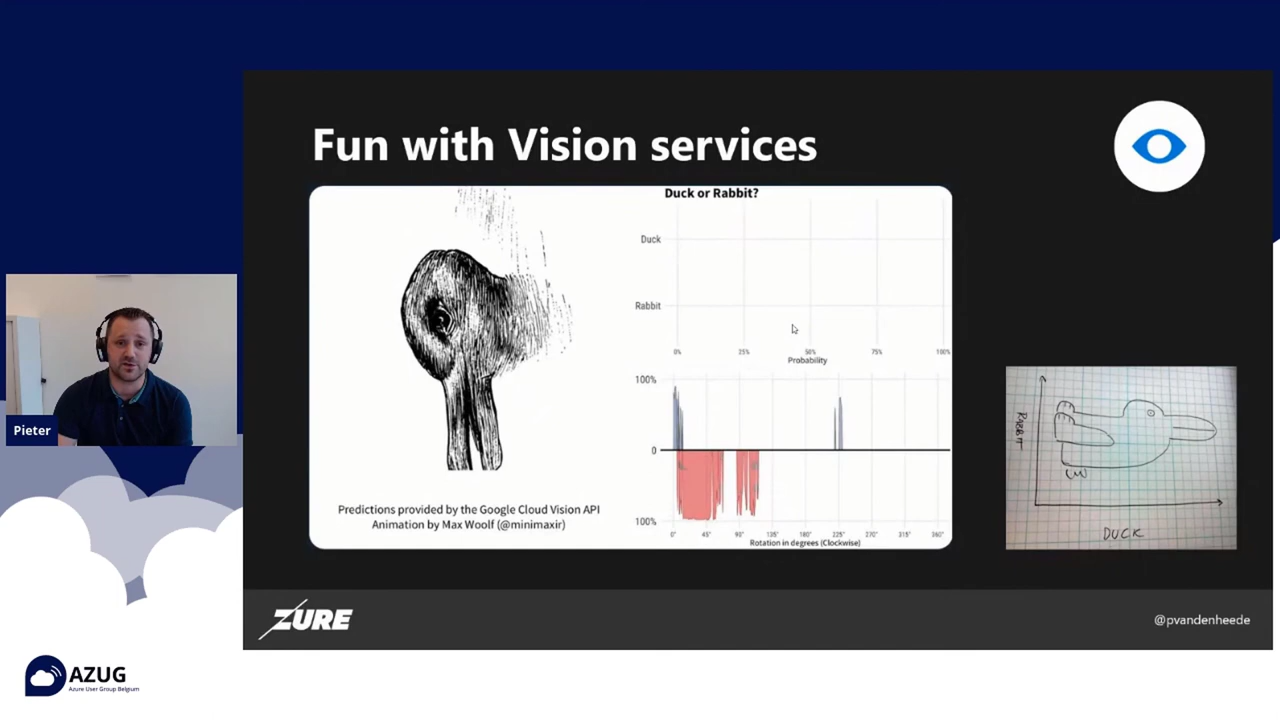 Fun with Vision services
Duck or Rabbit?
Duck
Rabbit
0%
25%
50%
75%
100%
Probability
100%
0
100%
0°
45°
90°
135°
180°
225°
270°
315°
360°
Rotation in degrees (Clockwise)
Predictions provided by the Google Cloud Vision API
Animation by Max Woolf (@minimaxir)
RABBIT
DUCK
Pieter
ZURE
@pvandenheede
AZUG
Azure User Group Belgium